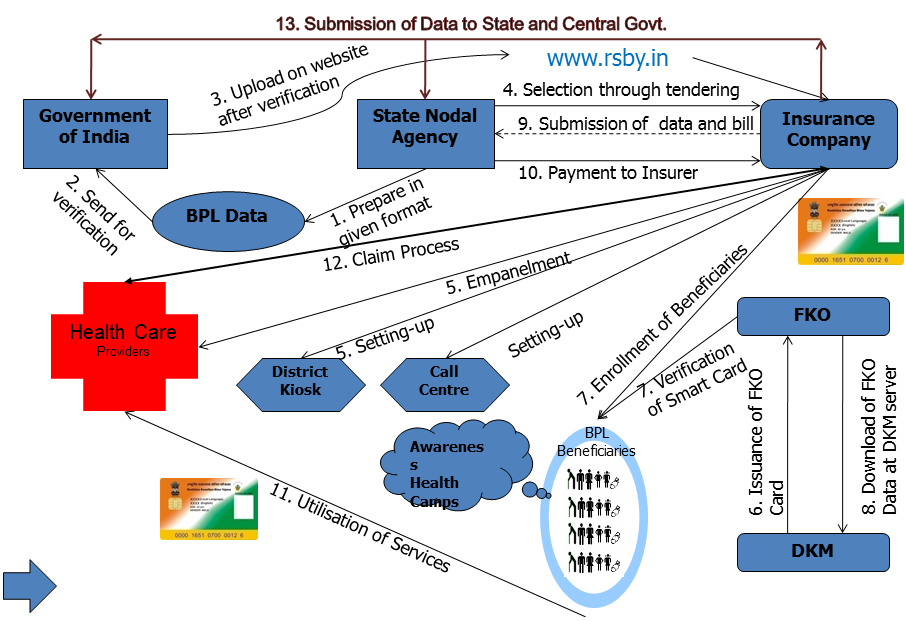 13. Submission of Data to State and Central Govt.
www.rsby.in
3. Upload on website
after verification
Government
of India
State Nodal
Agency
4. Selection through tendering
9. Submission of data and bill
10. Payment to Insurer
Insurance
Company
2. Send for
verification
BPL Data
1. Prepare in
given format
12. Claim Process
5. Empanelment
5. Setting-up
Setting-up
7. Enrollment of Beneficiaries
0000 1651 0700 0012 6
Health Care
Providers
District
Kiosk
Call
Centre
FKO
7. Verification
of Smart Card
6. Issuance of FKO
Card
8. Download of FKO
Data at DKM server
DKM
Awarenes
s
Health
Camps
BPL
Beneficiaries
0000 1651 0700 0012 6
11. Utilisation of Services